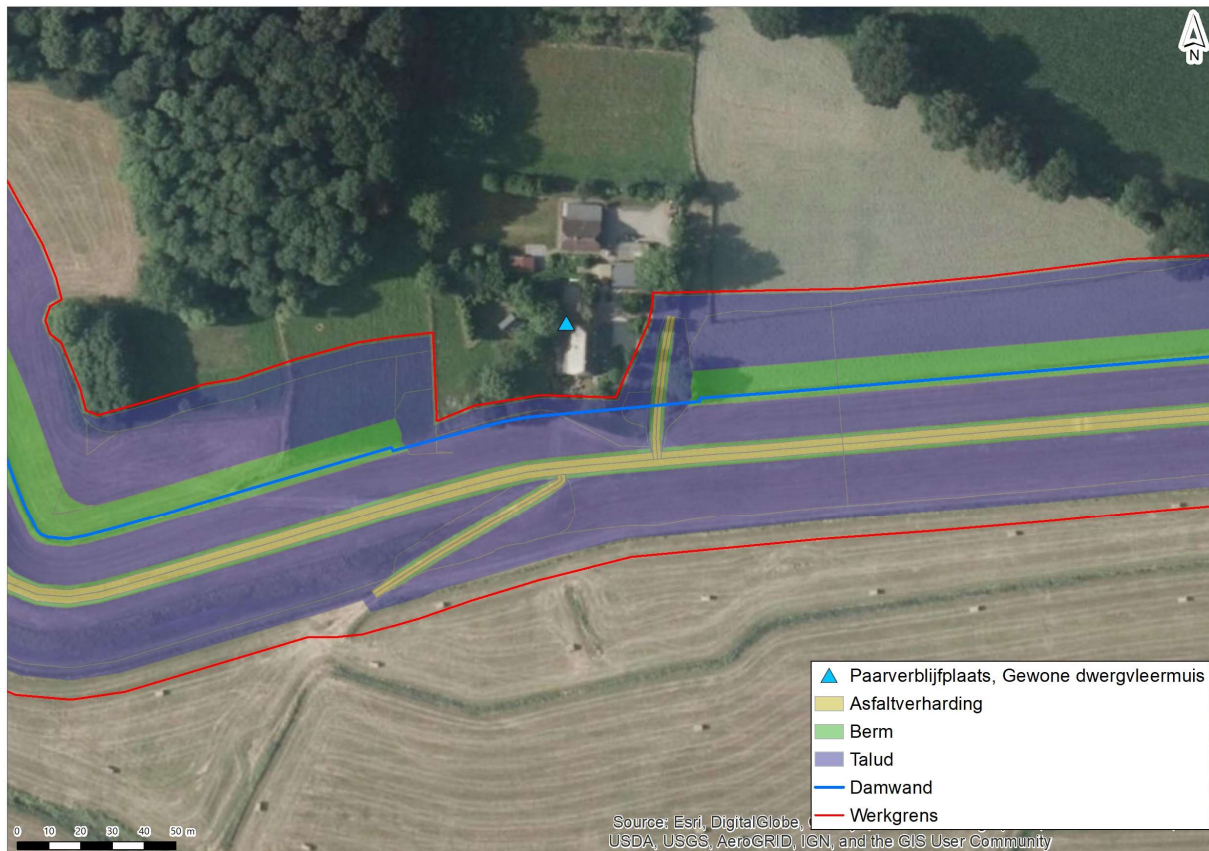 N
Paarverblijfplaats, Gewone dwergvleermuis
Asfaltverharding
Berm
Talud
Damwand
Werkgrens
0 10 20 30 40 50 m
Source: Esri, DigitalGlobe,
USDA, USGS, AeroGRID, IGN, and the GIS User Community